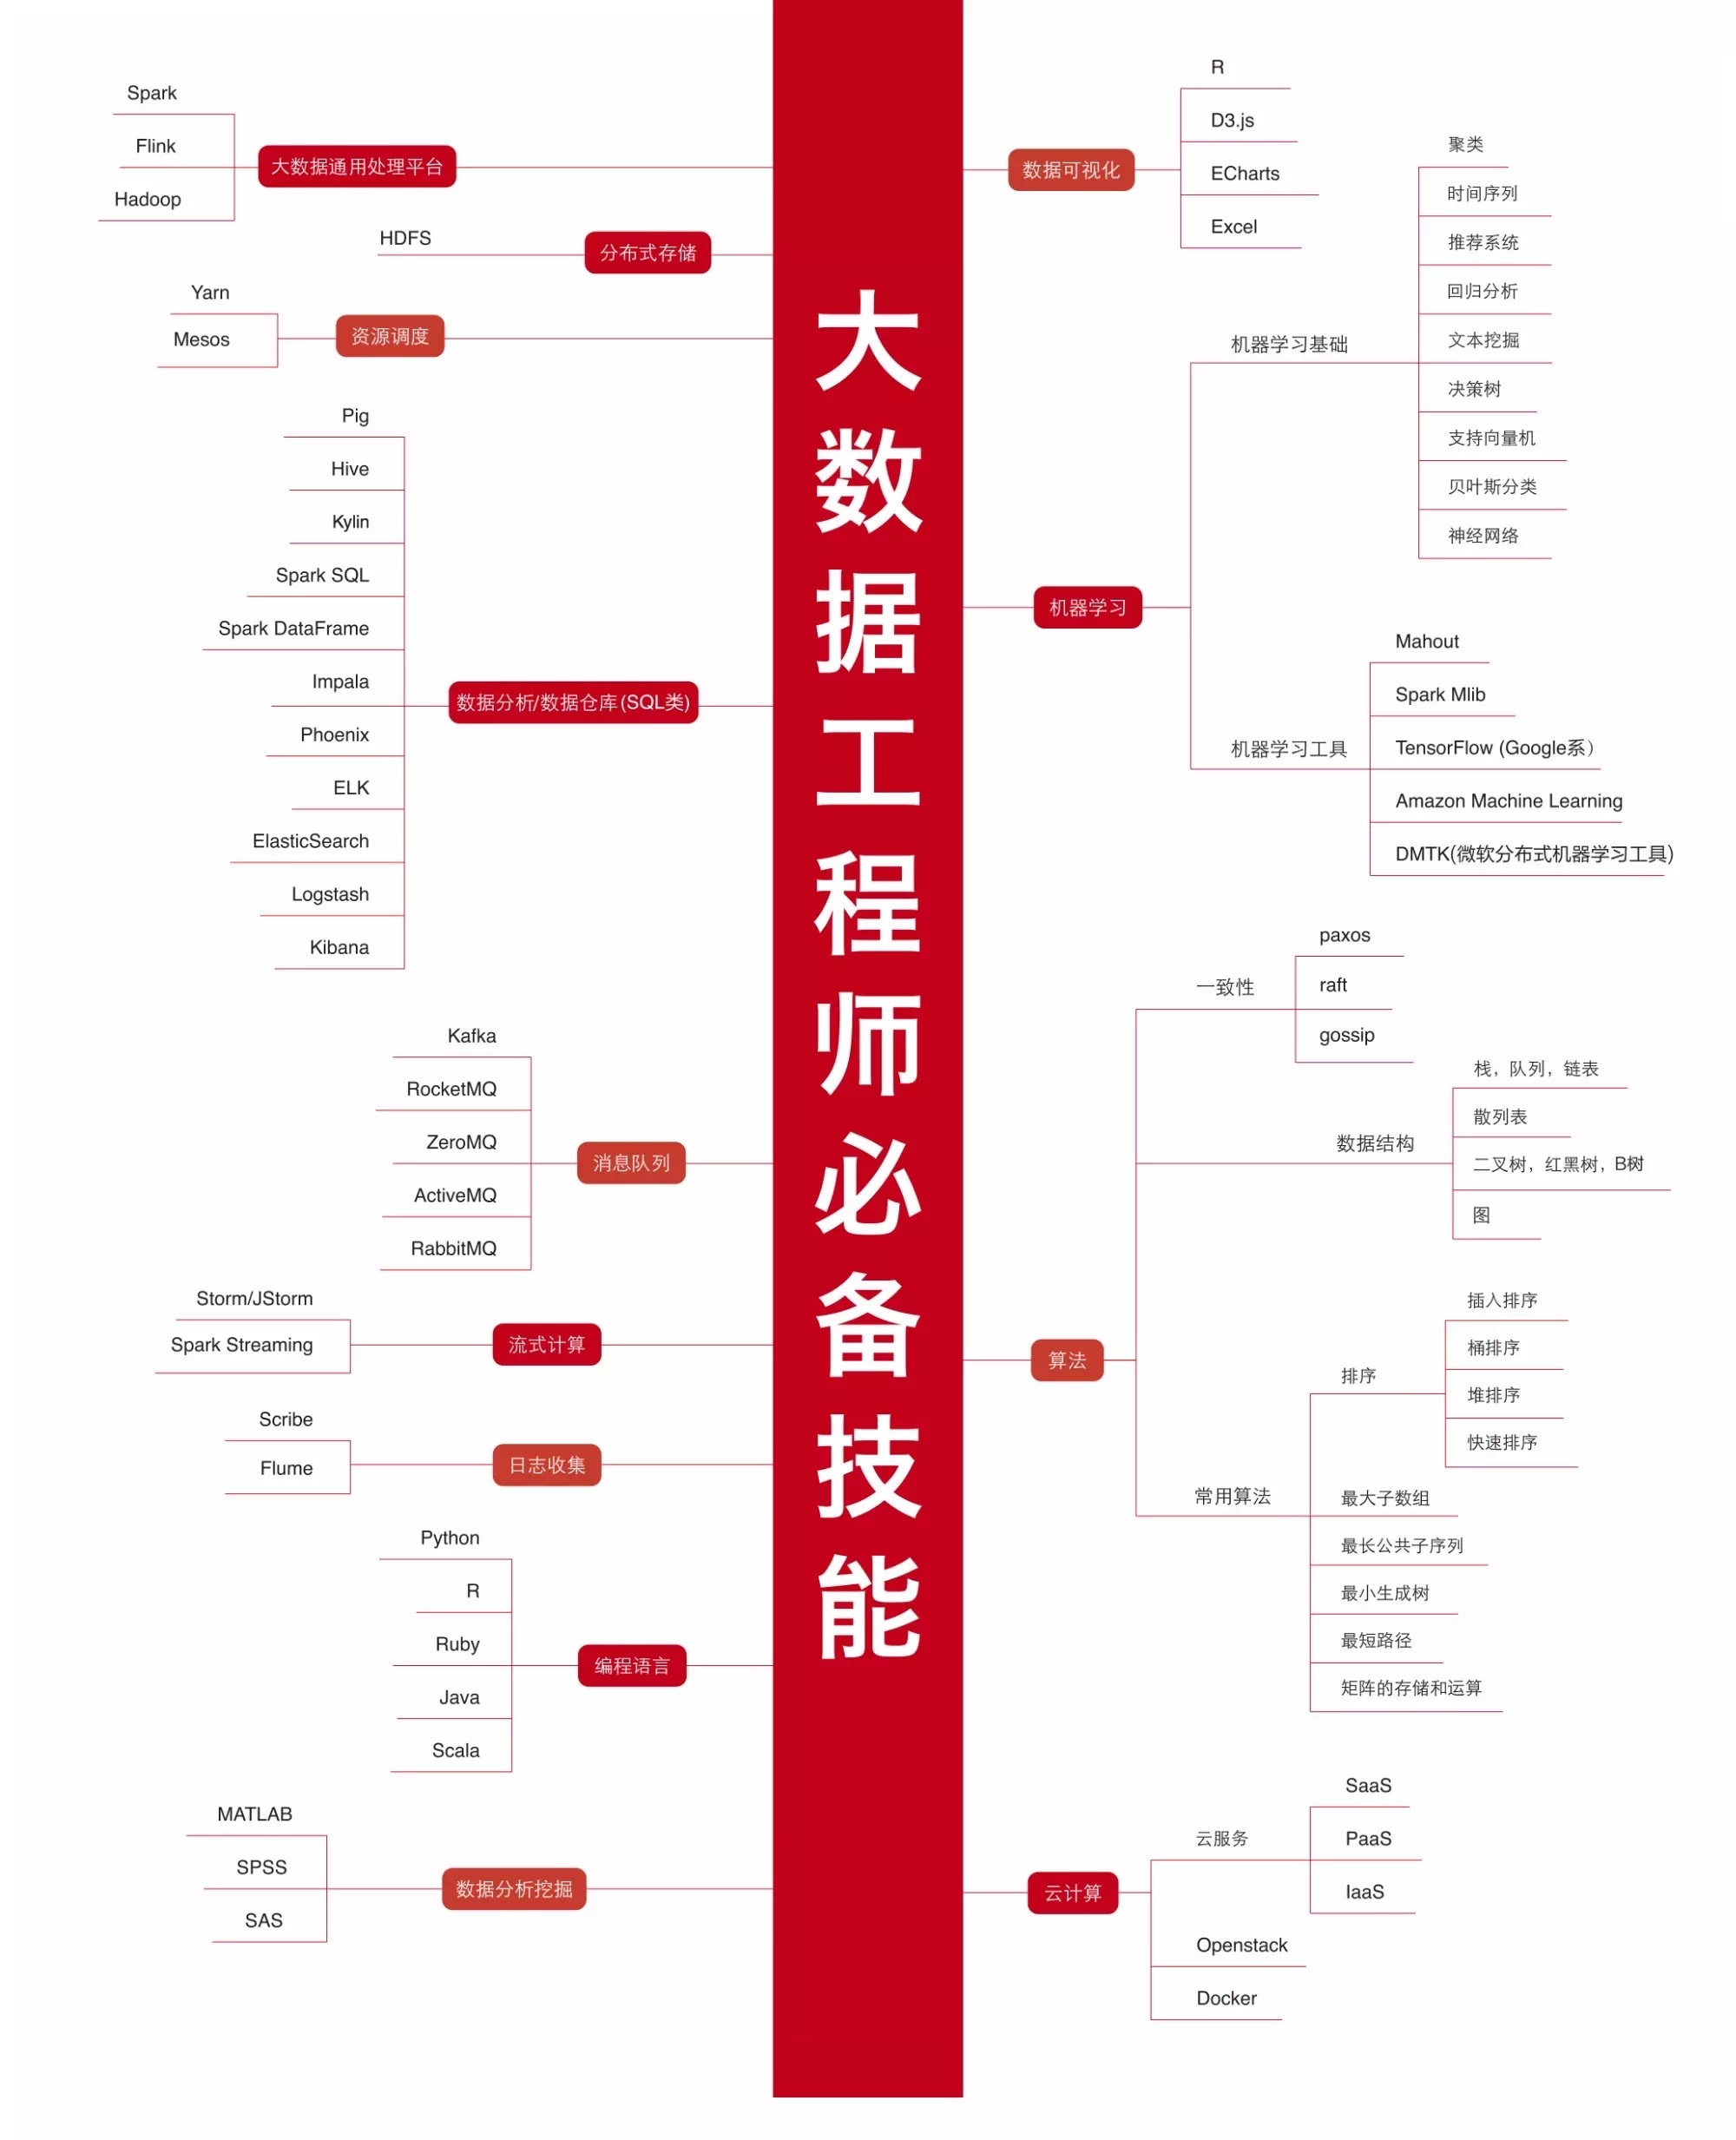 大数据工程师必备技能
Spark
Flink
Hadoop
大数据通用处理平台
HDFS
分布式存储
Yarn
Mesos
资源调度
Pig
Hive
Kylin
Spark SQL
Spark DataFrame
Impala
Phoenix
ELK
ElasticSearch
Logstash
Kibana
数据分析/数据仓库(SQL类)
Kafka
RocketMQ
ZeroMQ
ActiveMQ
RabbitMQ
消息队列
Storm/JStorm
Spark Streaming
流式计算
Scribe
Flume
日志收集
Python
R
Ruby
Java
Scala
编程语言
MATLAB
SPSS
SAS
数据分析挖掘
数据可视化
R
D3.js
ECharts
Excel
机器学习
机器学习基础
聚类
时间序列
推荐系统
回归分析
文本挖掘
决策树
支持向量机
贝叶斯分类
神经网络
机器学习工具
Mahout
Spark Mlib
TensorFlow (Google系）
Amazon Machine Learning
DMTK(微软分布式机器学习工具)
算法
一致性
paxos
raft
gossip
数据结构
栈，队列，链表
散列表
二叉树，红黑树，B树
图
常用算法
排序
插入排序
桶排序
堆排序
快速排序
最大子数组
最长公共子序列
最小生成树
最短路径
矩阵的存储和运算
云计算
云服务
SaaS
PaaS
IaaS
Openstack
Docker